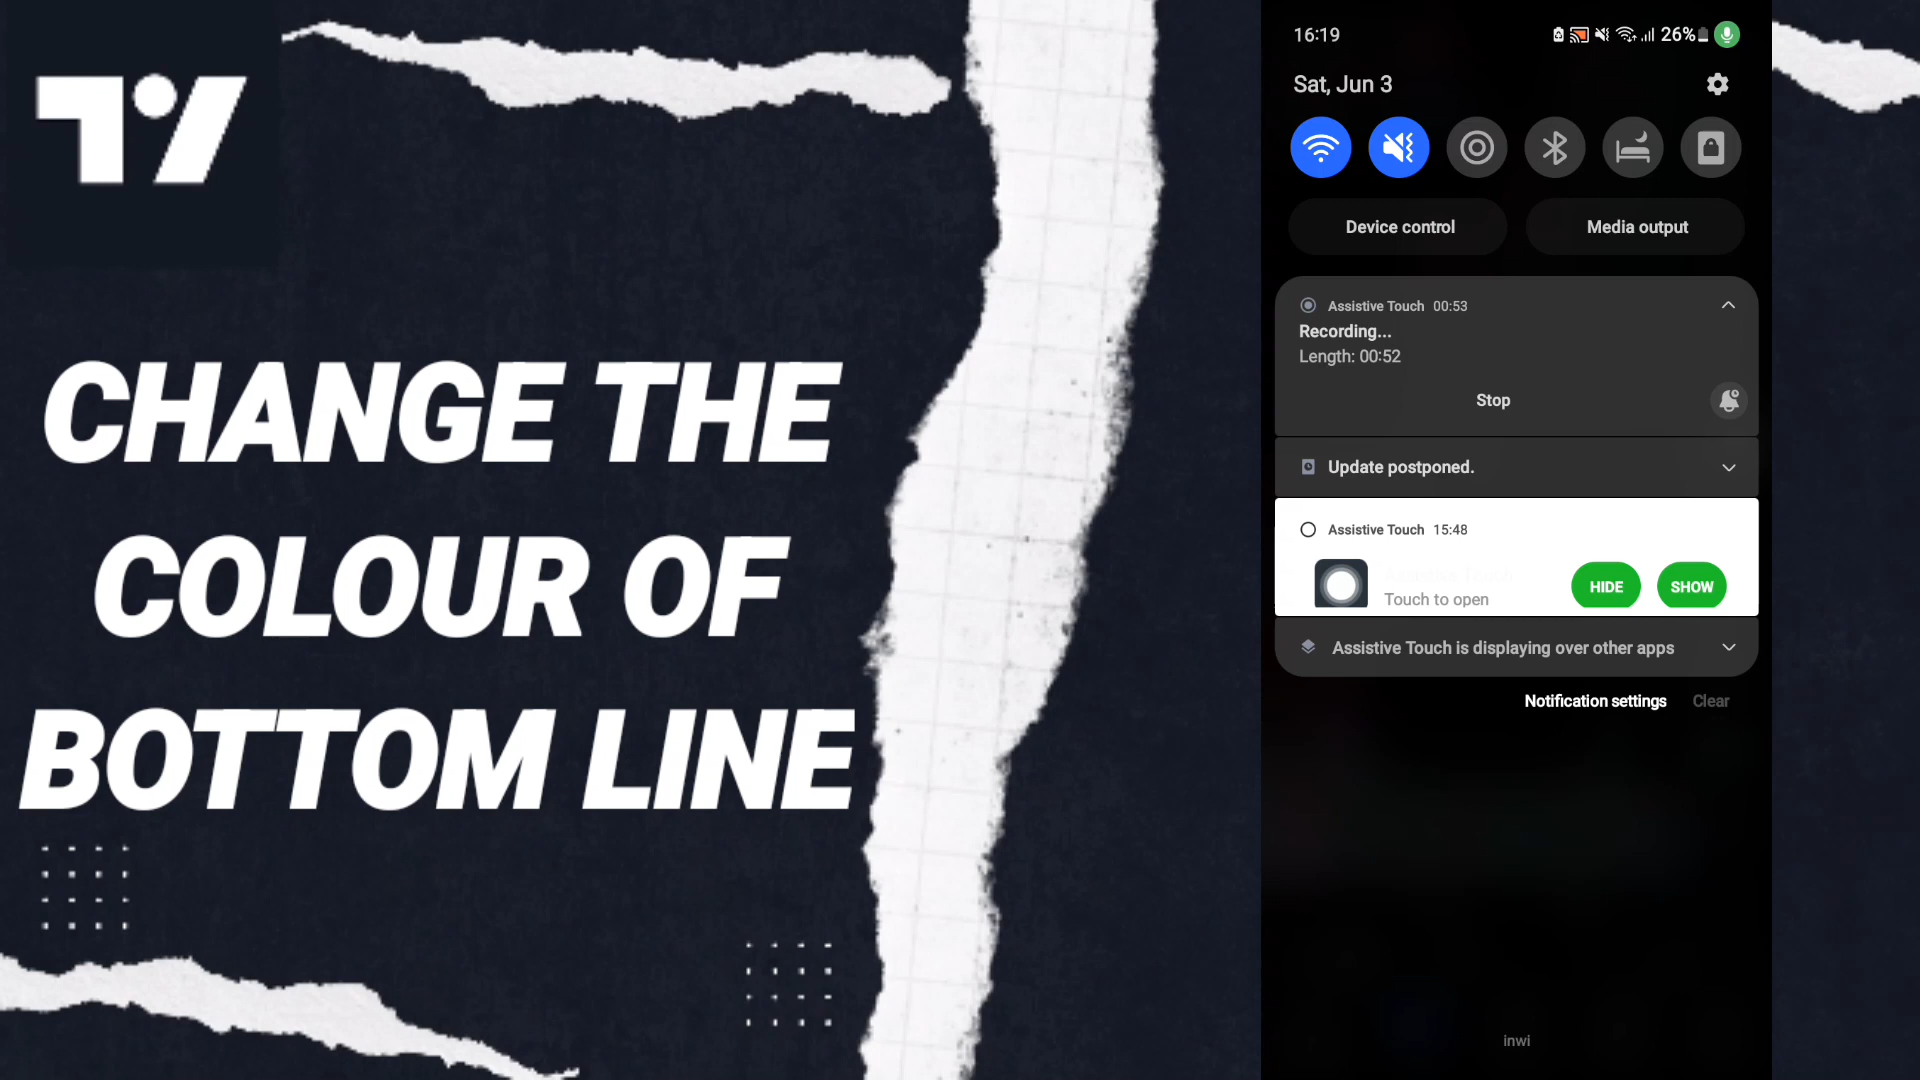 CHANGE THE
COLOUR OF
BOTTOM LINE
16:19
26%
Sat, Jun 3
Device control
Media output
Assistive Touch 00:53
Recording...
Length: 00:52
Stop
Update postponed.
Assistive Touch 15:48
Assistive Touch
Touch to open
HIDE
SHOW
Assistive Touch is displaying over other apps
Notification settings
Clear
inwi